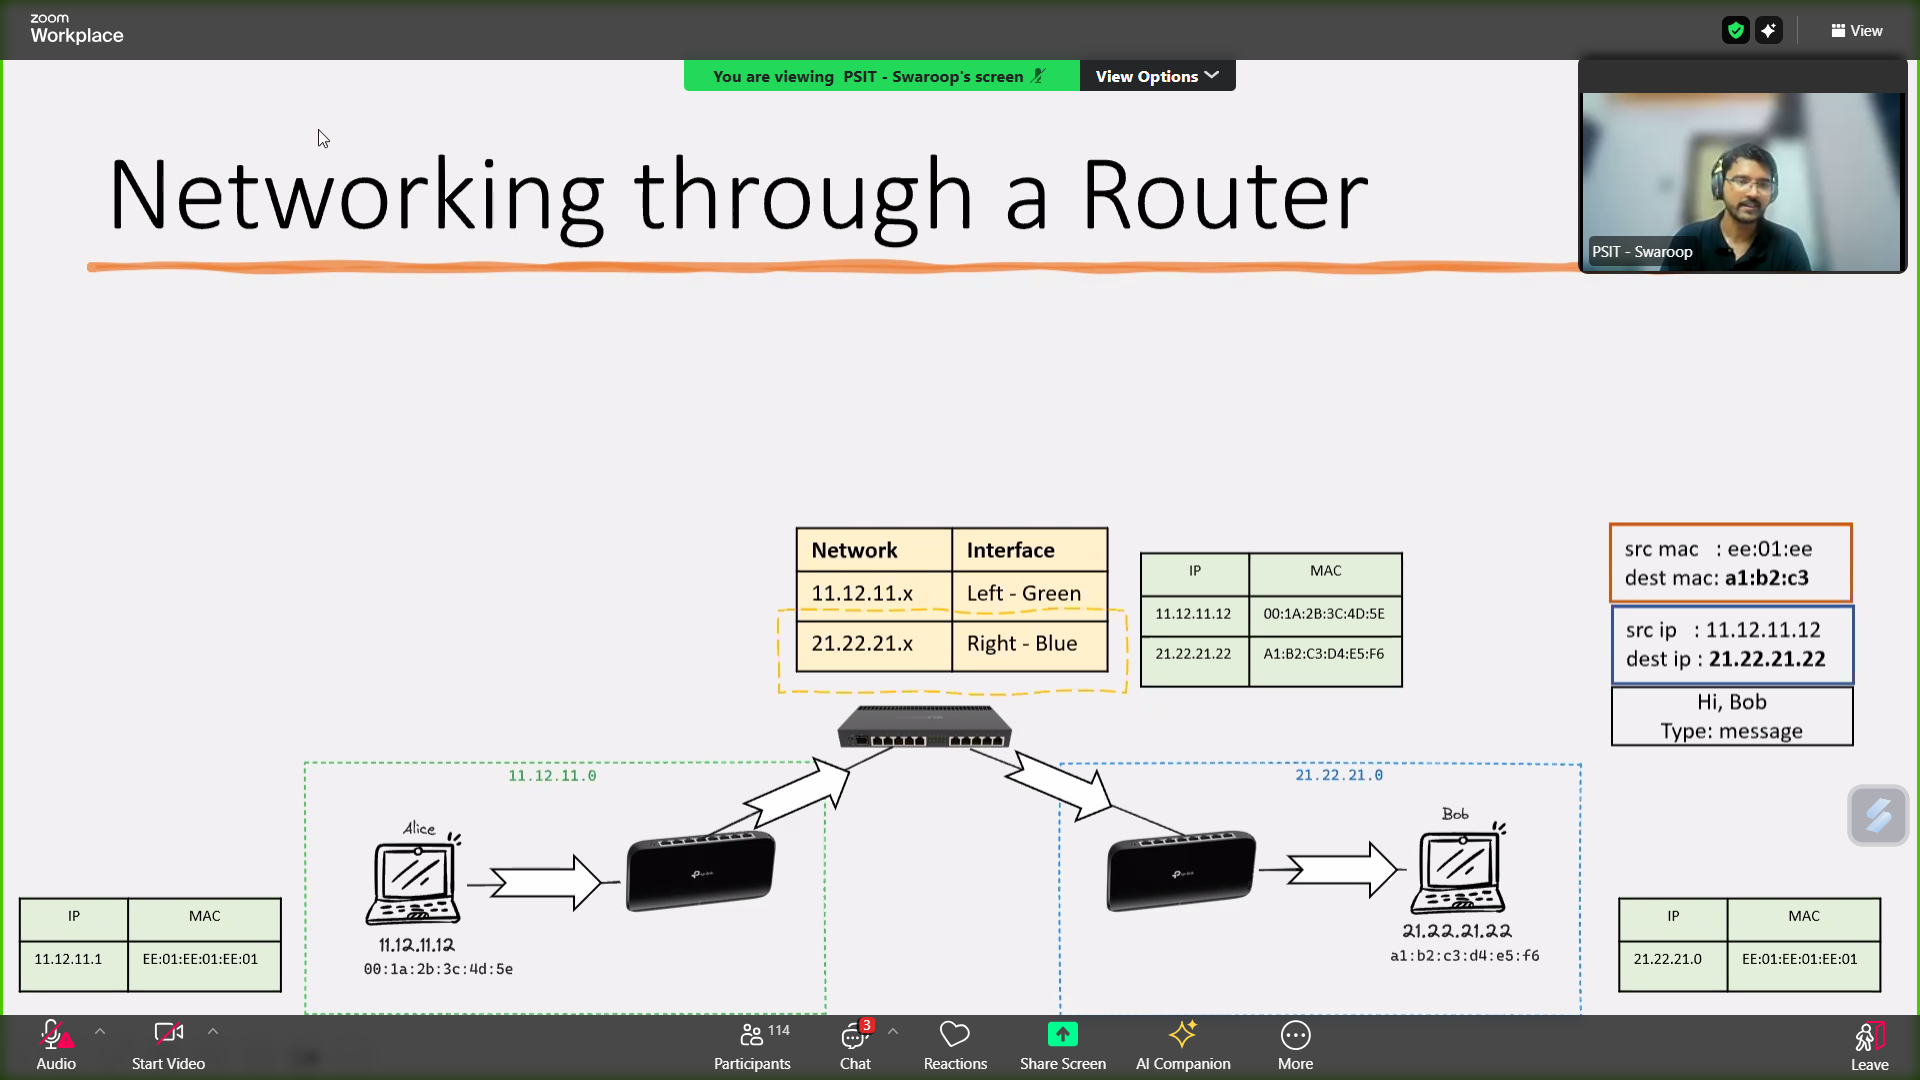 zoom
Workplace
View
You are viewing PSIT - Swaroop's screen
View Options
PSIT - Swaroop
Networking through a Router
Network Interface
11.12.11.x Left - Green
21.22.21.x Right - Blue
IP MAC
11.12.11.12 00:1A:2B:3C:4D:5E
21.22.21.22 A1:B2:C3:D4:E5:F6
src mac : ee:01:ee
dest mac: a1:b2:c3
src ip : 11.12.11.12
dest ip : 21.22.21.22
Hi, Bob
Type: message
11.12.11.0
21.22.21.0
Alice
Bob
tp-link
tp-link
11.12.11.12
00:1a:2b:3c:4d:5e
21.22.21.22
a1:b2:c3:d4:e5:f6
IP MAC
11.12.11.1 EE:01:EE:01:EE:01
IP MAC
21.22.21.0 EE:01:EE:01:EE:01
Audio
Start Video
114
Participants
3
Chat
Reactions
Share Screen
AI Companion
More
Leave